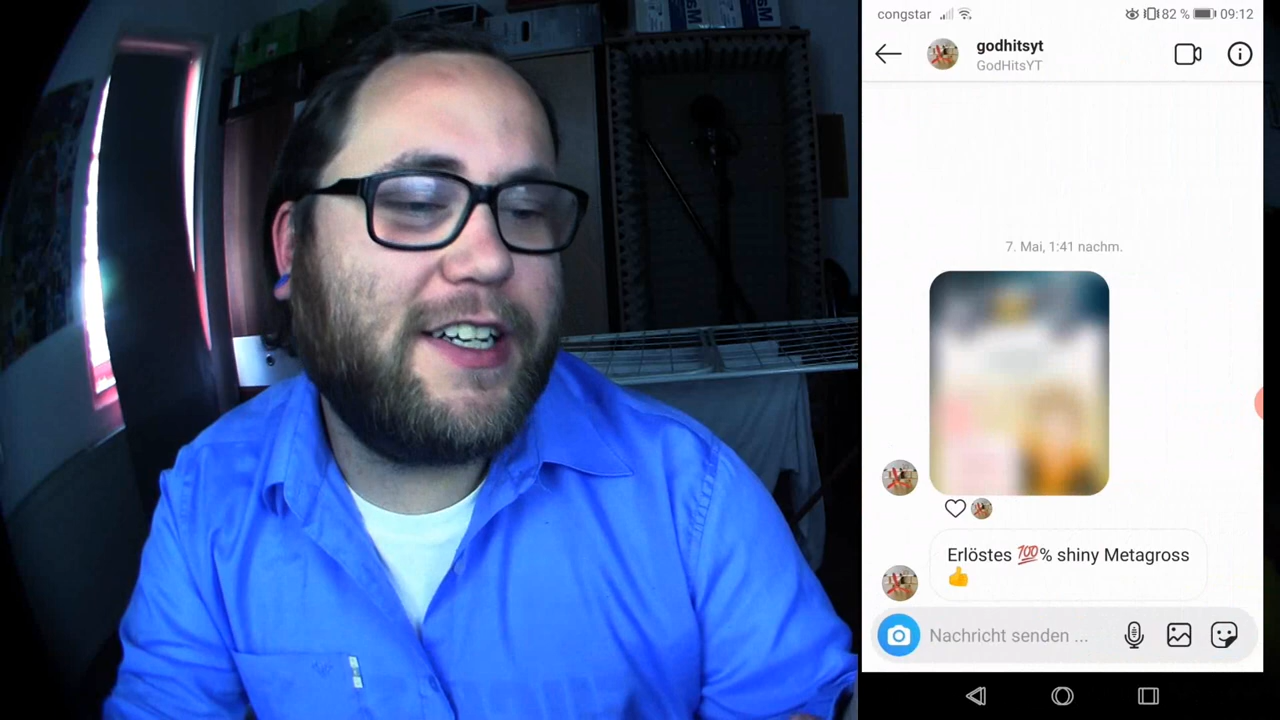 congstar 82 % 09:12
godhitsyt
GodHitsYT
7. Mai, 1:41 nachm.
Erlöstes 💯% shiny Metagross
👍
Nachricht senden ...